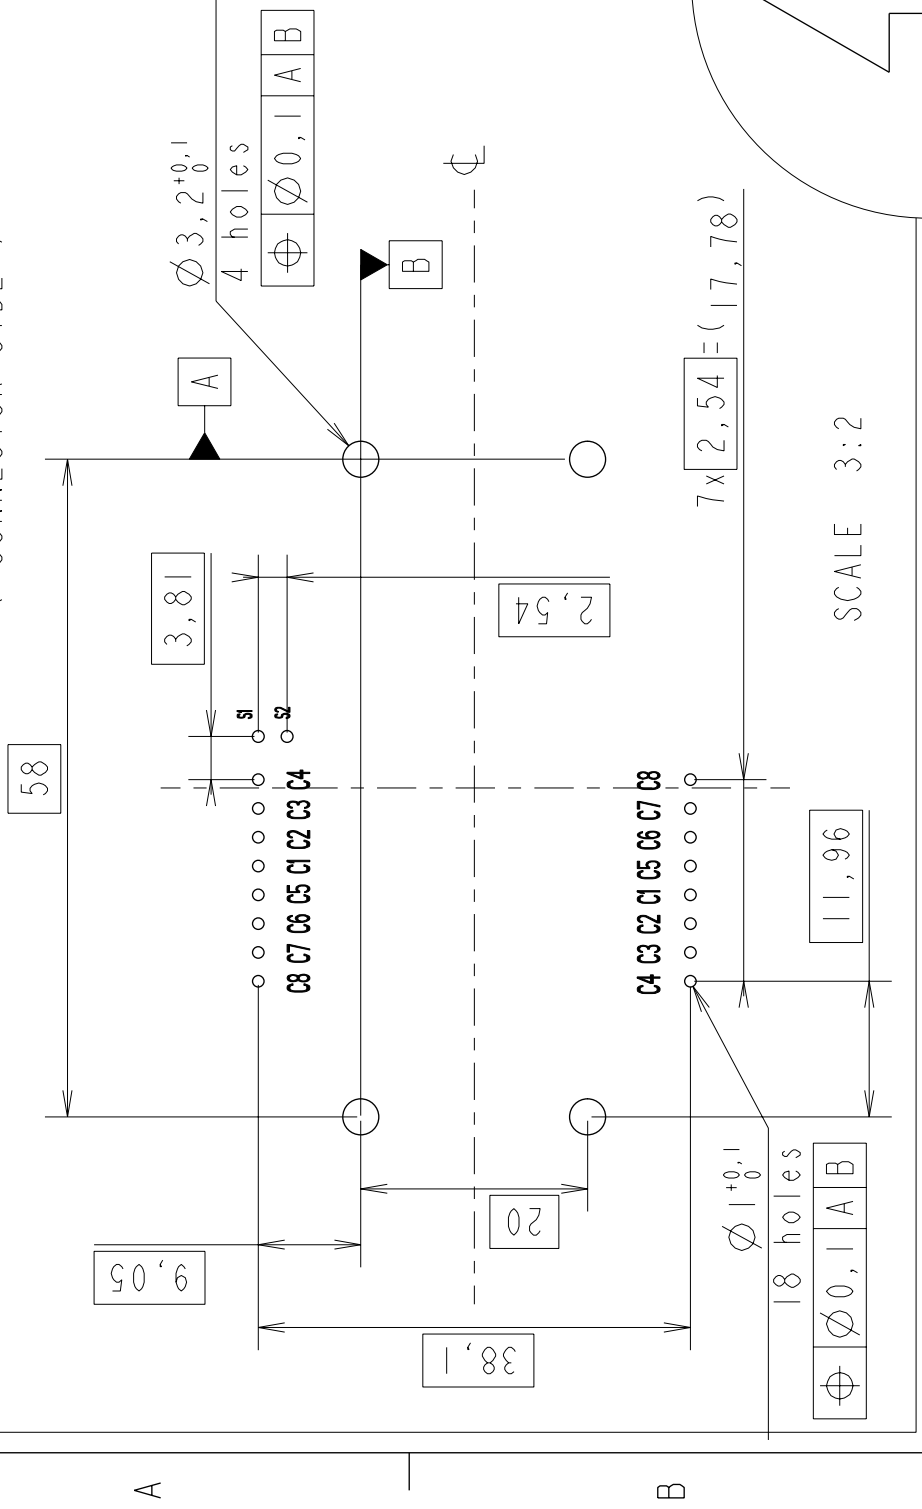 Ø3,2 +0,1 0
4 holes
⌖ Ø0,1 A B
A
B
℄
58
3,81
2,54
7x 2,54 =(17,78)
SCALE 3:2
S1
S2
C8 C7 C6 C5 C1 C2 C3 C4
C4 C3 C2 C1 C5 C6 C7 C8
11,96
20
9,05
38,1
Ø1 +0,1 0
18 holes
⌖ Ø0,1 A B
A
B